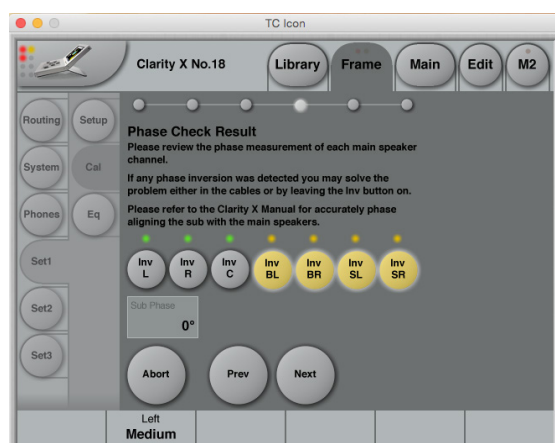 TC Icon
Clarity X No.18
Library
Frame
Main
Edit
M2
Routing
Setup
System
Cal
Phones
Eq
Set1
Set2
Set3
Phase Check Result
Please review the phase measurement of each main speaker
channel.
If any phase inversion was detected you may solve the
problem either in the cables or by leaving the Inv button on.
Please refer to the Clarity X Manual for accurately phase
aligning the sub with the main speakers.
Inv L
Inv R
Inv C
Inv BL
Inv BR
Inv SL
Inv SR
Sub Phase
0°
Abort
Prev
Next
Left
Medium